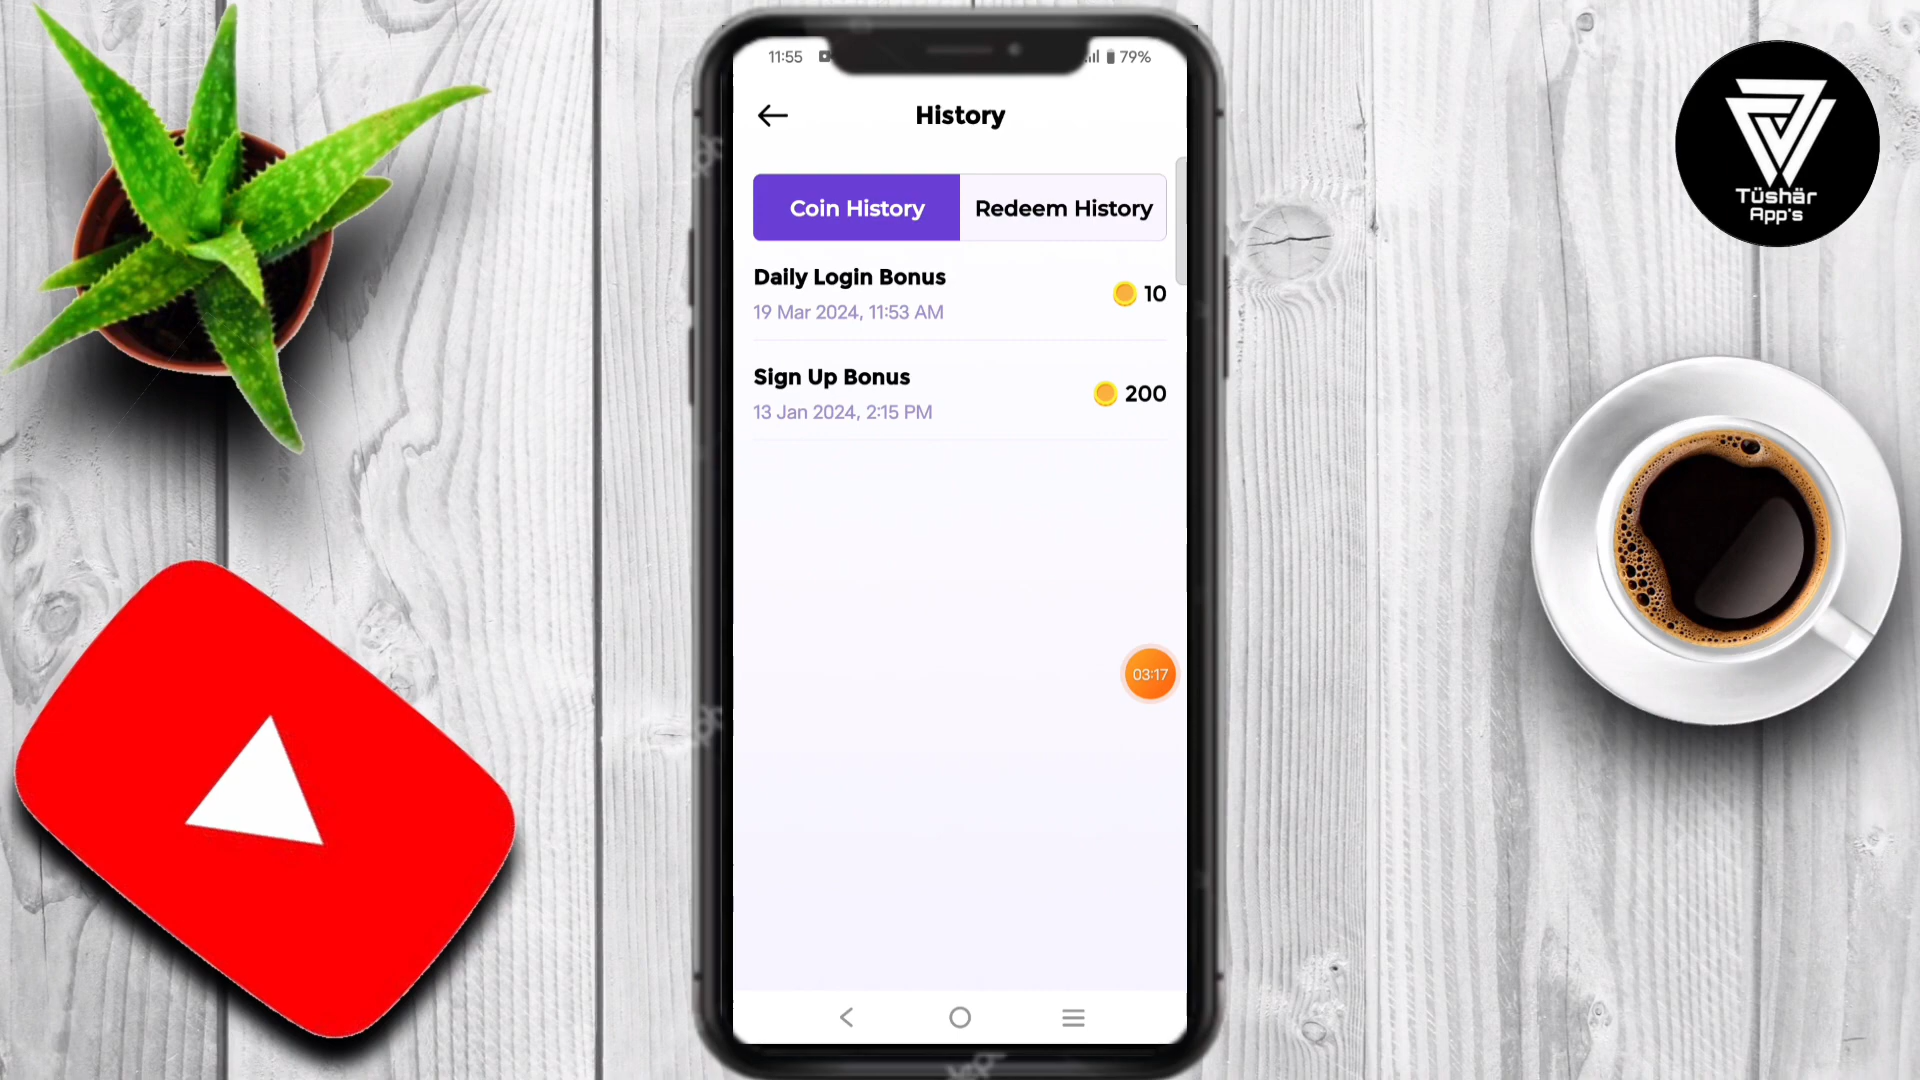 11:55
79%
History
Coin History
Redeem History
Daily Login Bonus
10
19 Mar 2024, 11:53 AM
Sign Up Bonus
200
13 Jan 2024, 2:15 PM
03:17
Tüshär
App's